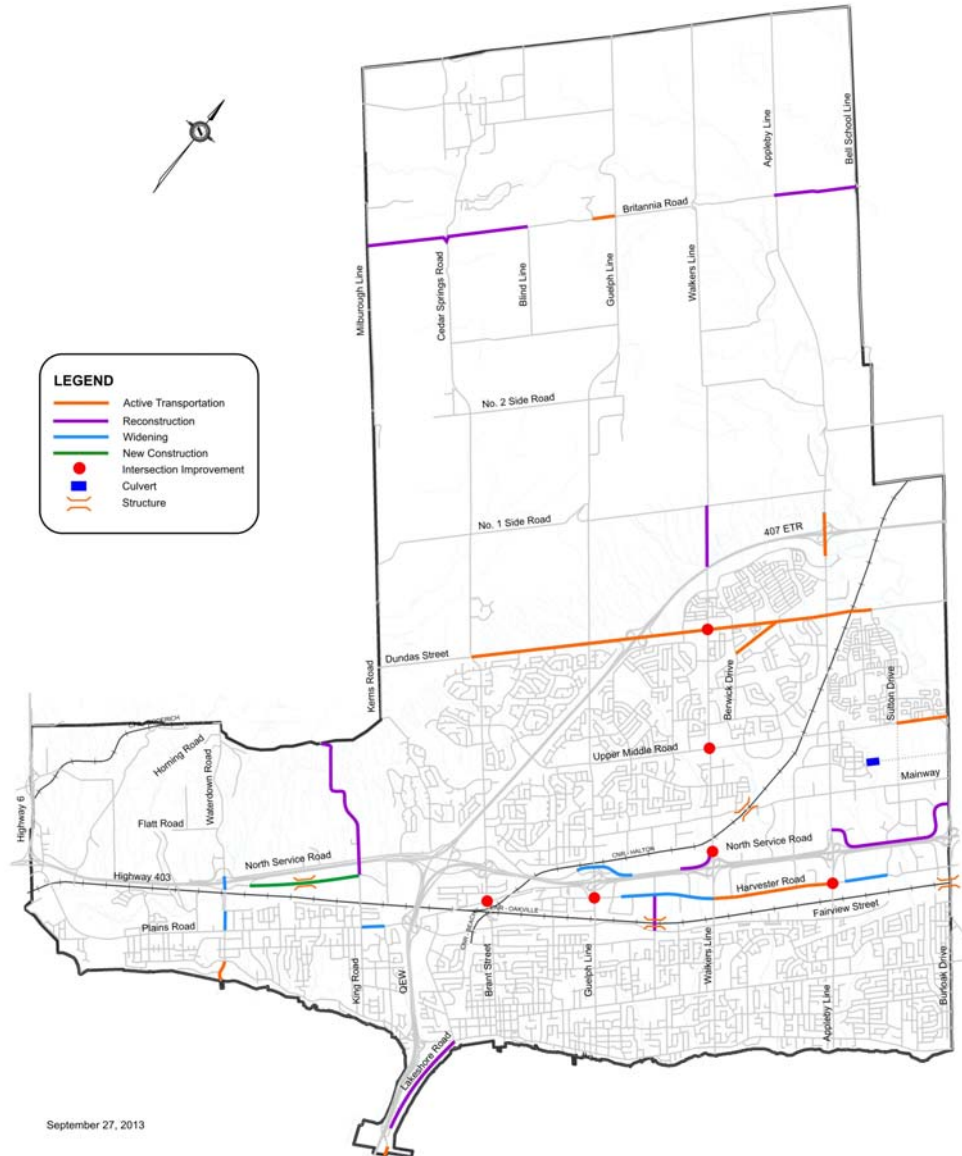 Appleby Line
Bell School Line
Britannia Road
Milburough Line
Cedar Springs Road
Blind Line
Guelph Line
Walkers Line
LEGEND
Active Transportation
Reconstruction
Widening
New Construction
Intersection Improvement
Culvert
Structure
No. 2 Side Road
No. 1 Side Road
407 ETR
Dundas Street
Kerns Road
Berwick Drive
Sutton Drive
Upper Middle Road
Mainway
Highway 6
Horning Road
Waterdown Road
Flatt Road
North Service Road
Highway 403
CNR- HALTON
North Service Road
Harvester Road
Fairview Street
Plains Road
King Road
QEW
Brant Street
OAKVILLE
Guelph Line
Walkers Line
Appleby Line
Burloak Drive
Lakeshore Road
September 27, 2013